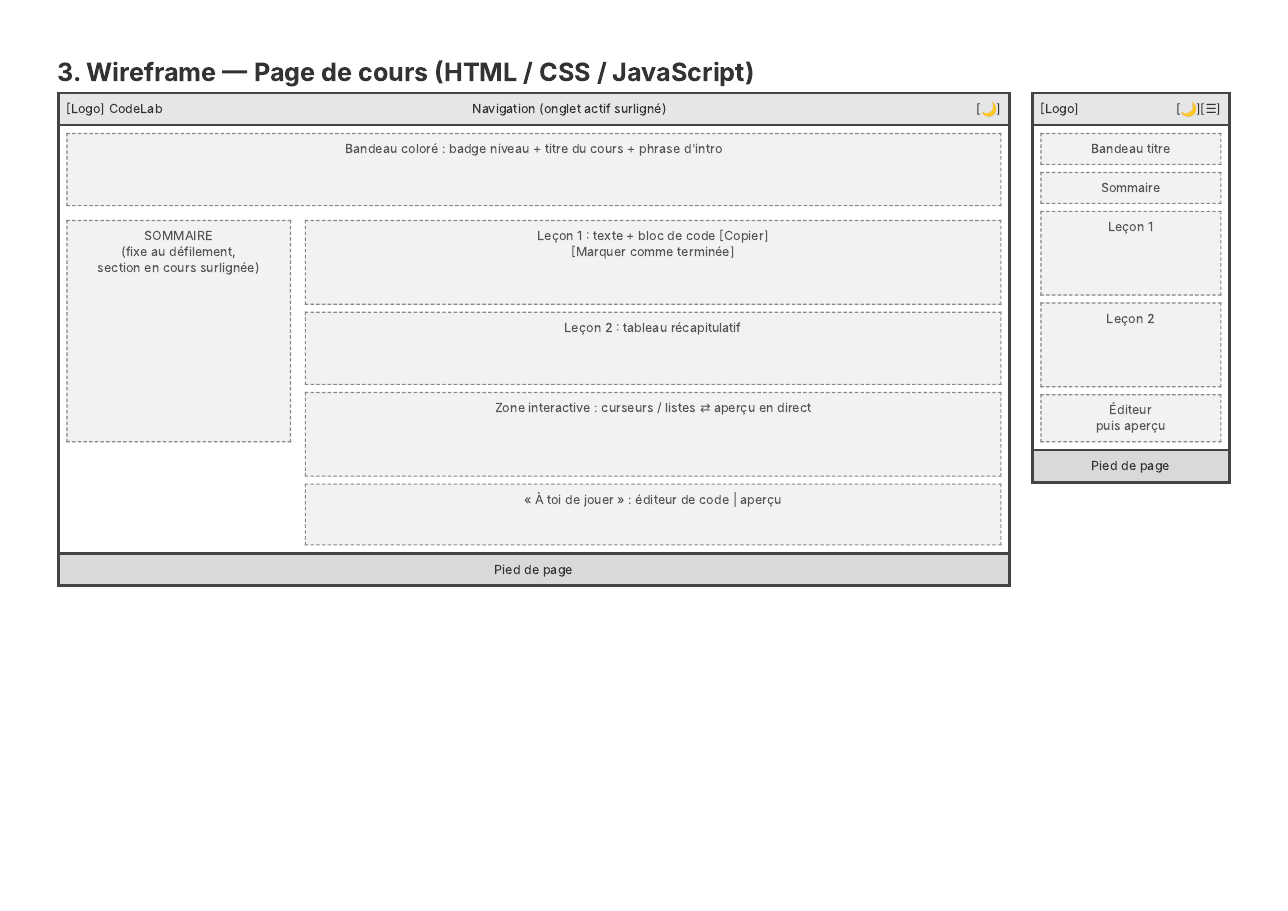 3. Wireframe — Page de cours (HTML / CSS / JavaScript)
[Logo] CodeLab
Navigation (onglet actif surligné)
[🌙]
Bandeau coloré : badge niveau + titre du cours + phrase d'intro
SOMMAIRE
(fixe au défilement,
section en cours surlignée)
Leçon 1 : texte + bloc de code [Copier]
[Marquer comme terminée]
Leçon 2 : tableau récapitulatif
Zone interactive : curseurs / listes ⇄ aperçu en direct
« À toi de jouer » : éditeur de code | aperçu
Pied de page
[Logo]
[🌙][☰]
Bandeau titre
Sommaire
Leçon 1
Leçon 2
Éditeur
puis aperçu
Pied de page